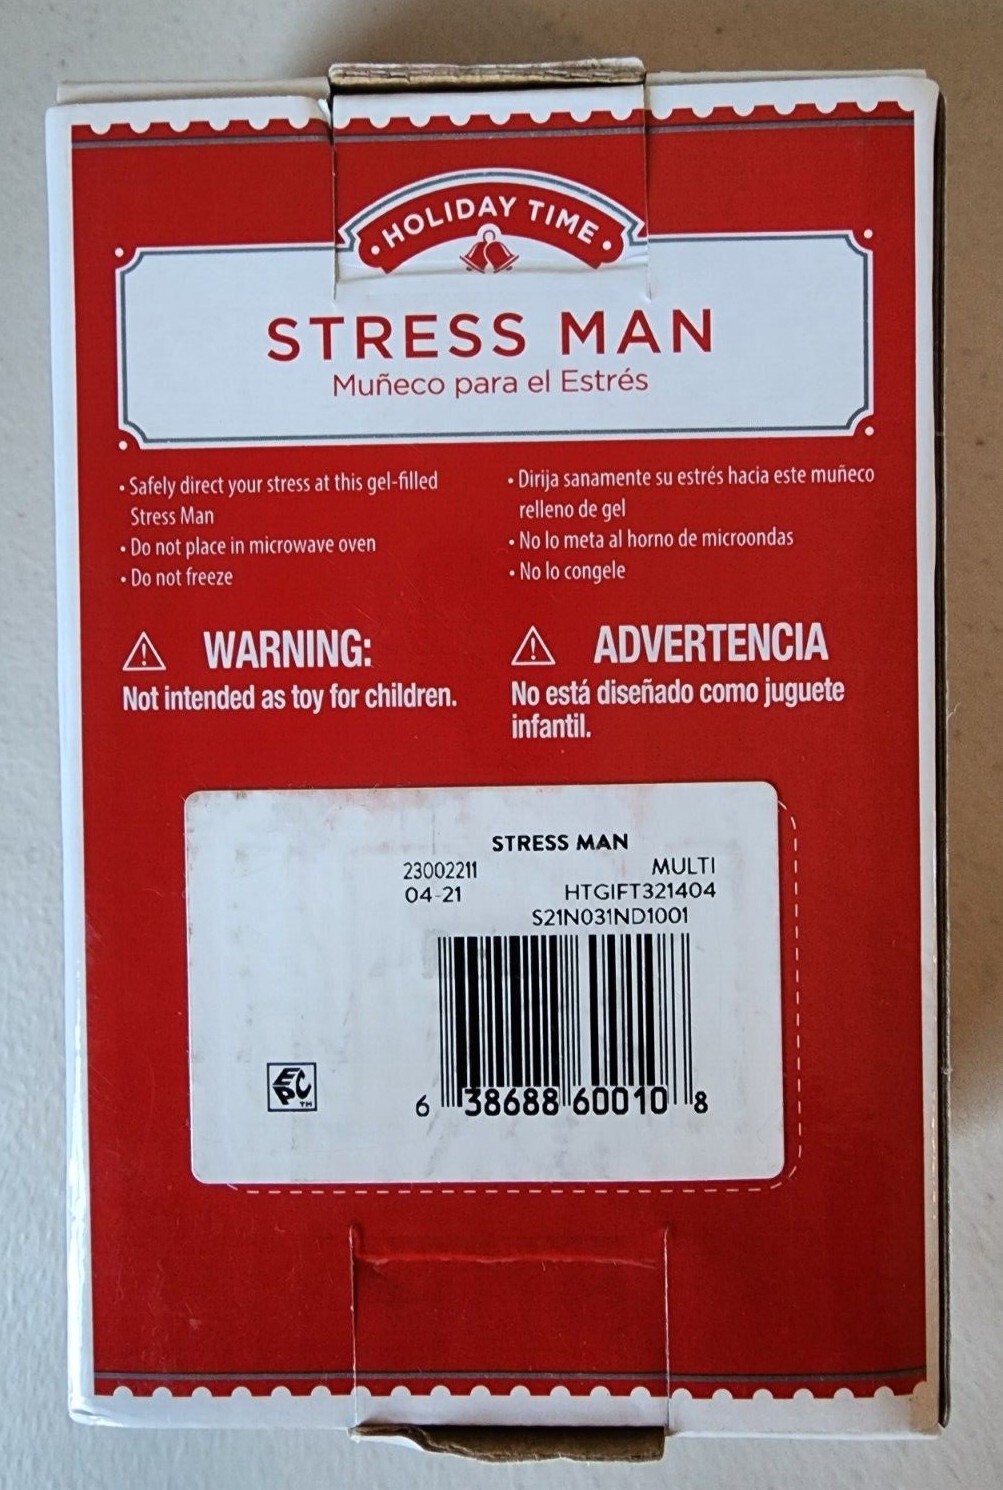 HOLIDAY TIME
STRESS MAN
Muñeco para el Estrés
• Safely direct your stress at this gel-filled
Stress Man
• Do not place in microwave oven
• Do not freeze
• Dirija sanamente su estrés hacia este muñeco
relleno de gel
• No lo meta al horno de microondas
• No lo congele
WARNING:
Not intended as toy for children.
ADVERTENCIA
No está diseñado como juguete
infantil.
STRESS MAN
23002211 MULTI
04-21 HTGIFT321404
S21N031ND1001
EPC™
6 38688 60010 8